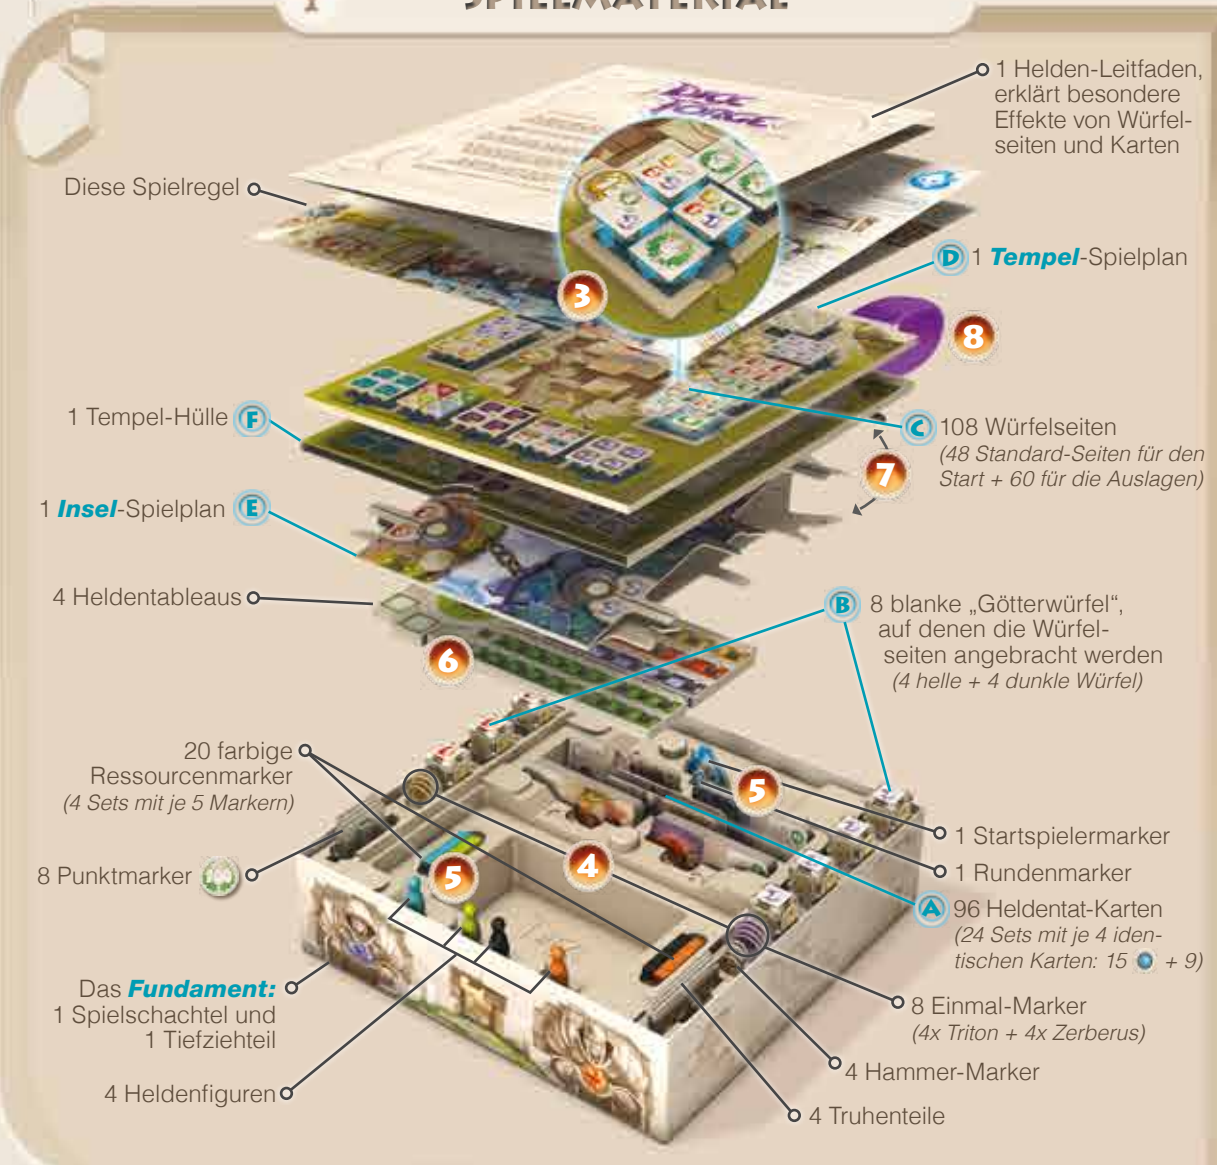 SPIELMATERIAL
1 Helden-Leitfaden,
erklärt besondere
Effekte von Würfel-
seiten und Karten
Diese Spielregel
3
D 1 Tempel-Spielplan
8
1 Tempel-Hülle F
C 108 Würfelseiten
(48 Standard-Seiten für den
Start + 60 für die Auslagen)
7
1 Insel-Spielplan E
4 Heldentableaus
B 8 blanke „Götterwürfel“,
auf denen die Würfel-
seiten angebracht werden
(4 helle + 4 dunkle Würfel)
6
20 farbige
Ressourcenmarker
(4 Sets mit je 5 Markern)
5
1 Startspielermarker
8 Punktmarker
5
4
1 Rundenmarker
A 96 Heldentat-Karten
(24 Sets mit je 4 iden-
tischen Karten: 15 + 9)
Das Fundament:
1 Spielschachtel und
1 Tiefziehteil
8 Einmal-Marker
(4x Triton + 4x Zerberus)
4 Heldenfiguren
4 Hammer-Marker
4 Truhenteile